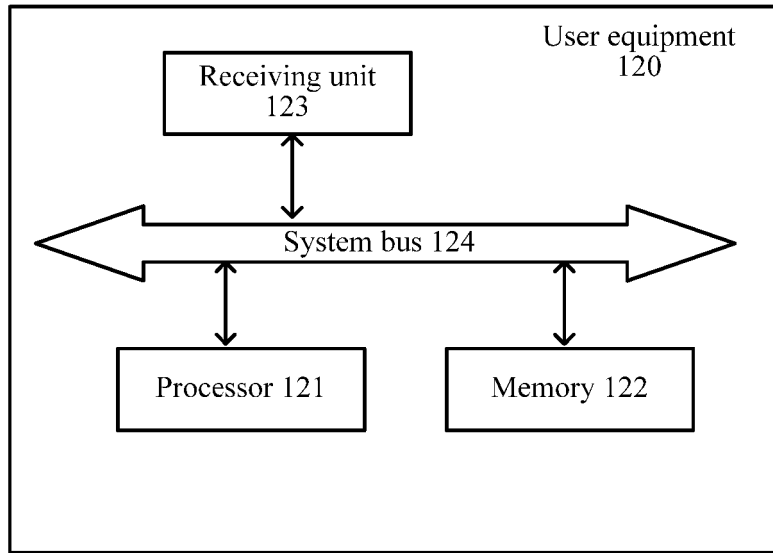 User equipment
120
Receiving unit
123
System bus 124
Processor 121
Memory 122